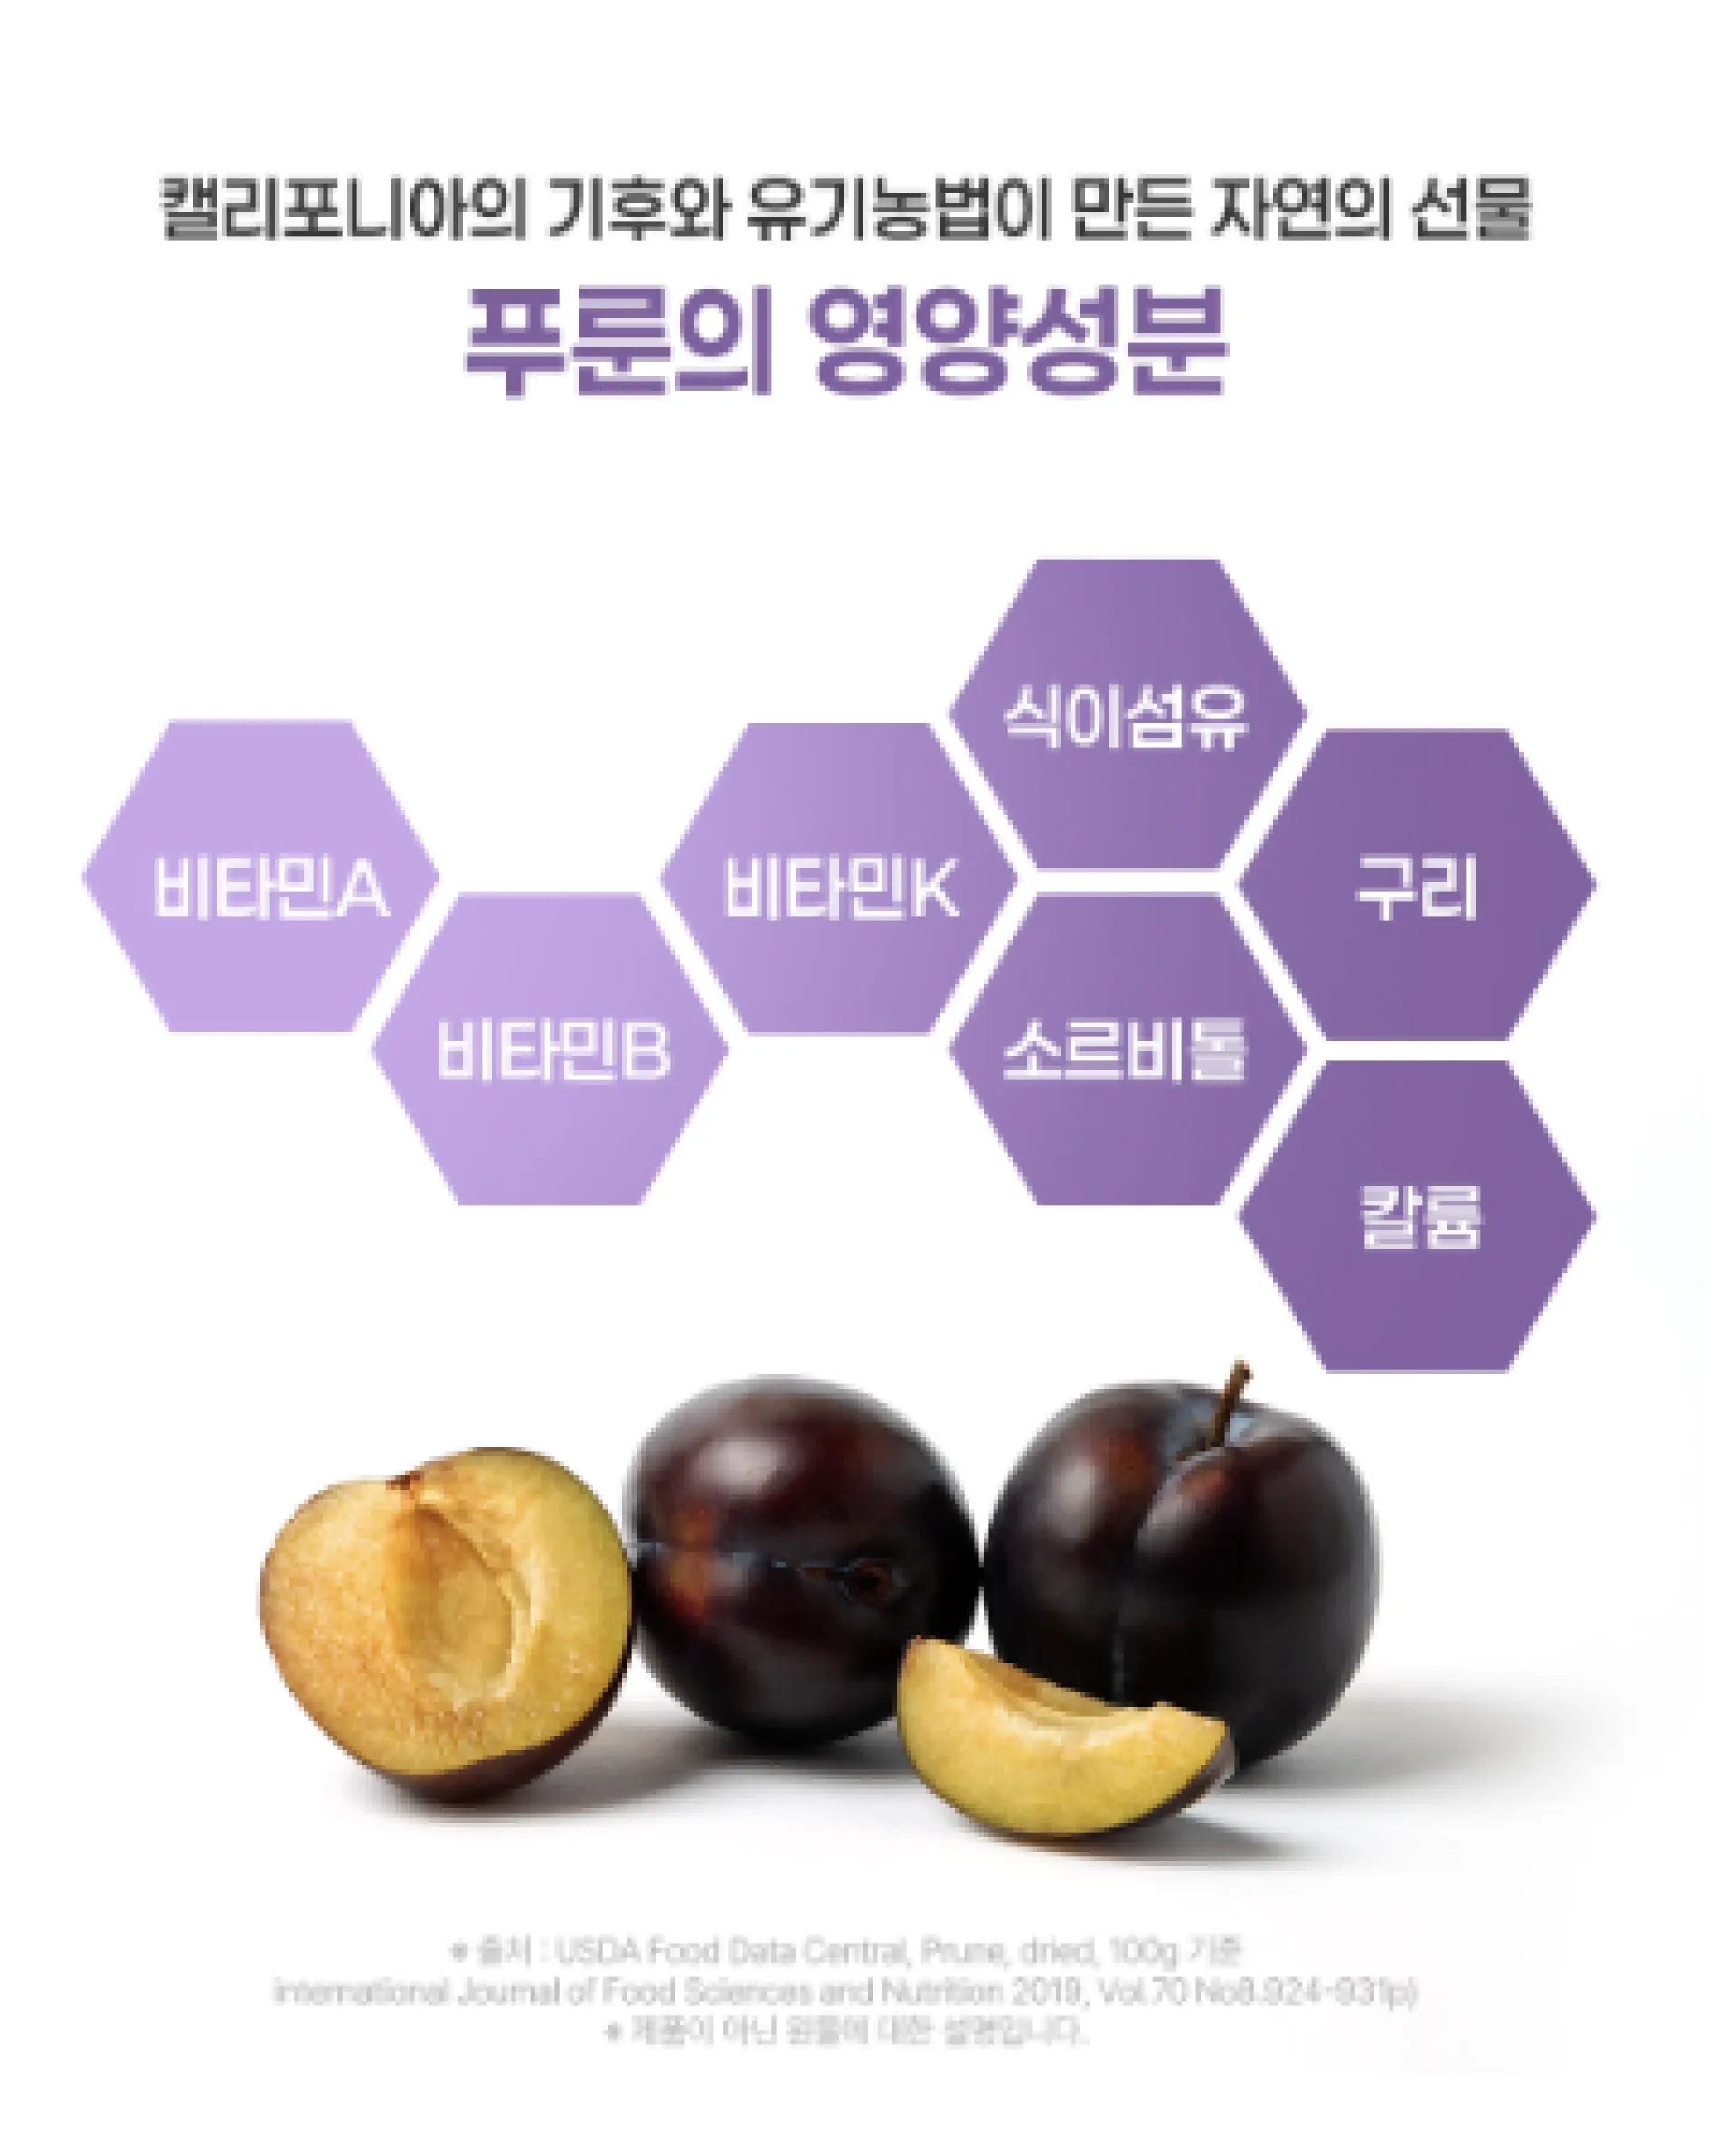 캘리포니아의 기후와 유기농법이 만든 자연의 선물
푸룬의 영양성분
식이섬유
비타민A
비타민K
구리
비타민B
소르비톨
칼륨
※ 출처 : USDA Food Data Central, Prune, dried, 100g 기준
International Journal of Food Sciences and Nutrition 2019, Vol.70 No8.924-931p)
※ 제품이 아닌 원물에 대한 설명입니다.